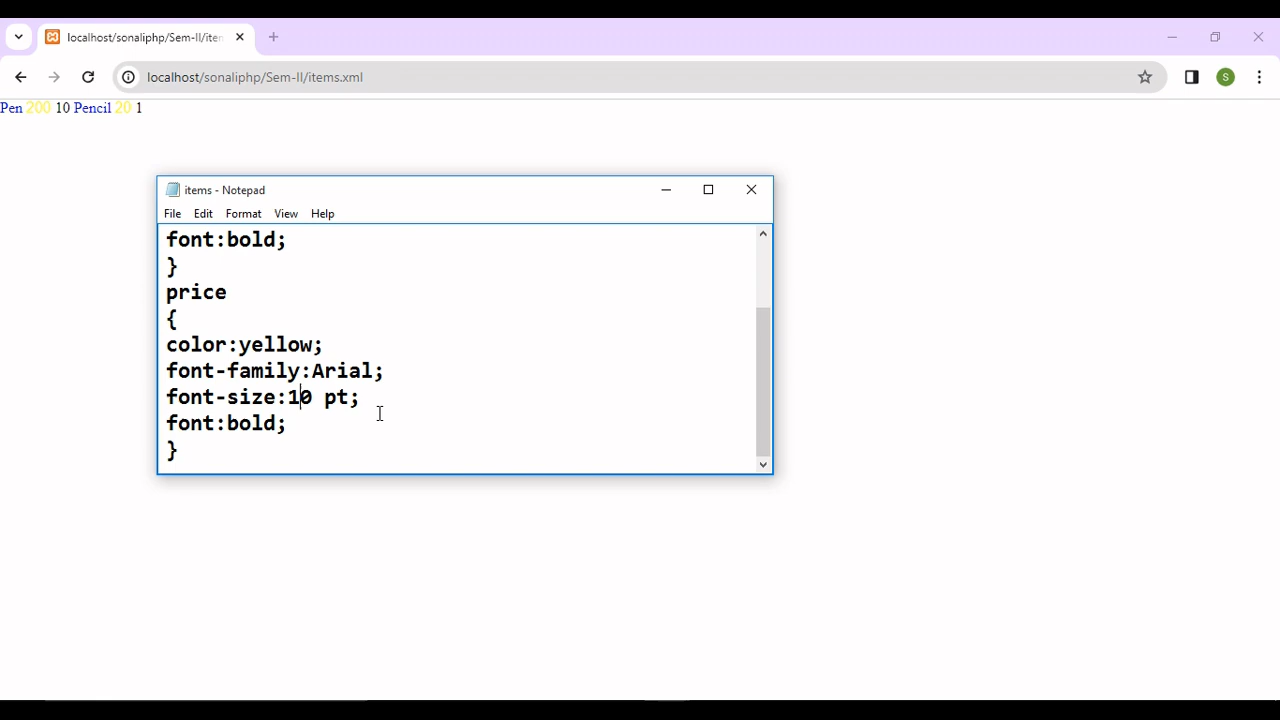 localhost/sonaliphp/Sem-II/iten
localhost/sonaliphp/Sem-II/items.xml
S
Pen 200 10 Pencil 20 1
items - Notepad
File Edit Format View Help
font:bold;
}
price
{
color:yellow;
font-family:Arial;
font-size:10 pt;
font:bold;
}